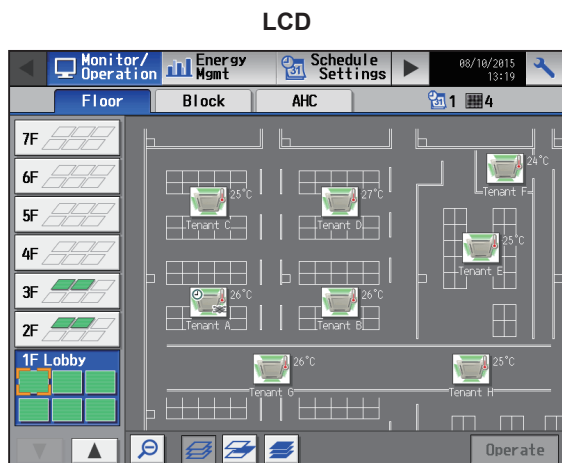 LCD
Monitor/
Operation
Energy
Mgmt
31
Schedule
Settings
08/10/2015
13:19
Floor
Block
AHC
31 1
4
7F
6F
5F
4F
3F
2F
1F Lobby
24°C
Tenant F
25°C
Tenant C
27°C
Tenant D
25°C
Tenant E
26°C
Tenant A
26°C
Tenant B
26°C
Tenant G
25°C
Tenant H
Operate